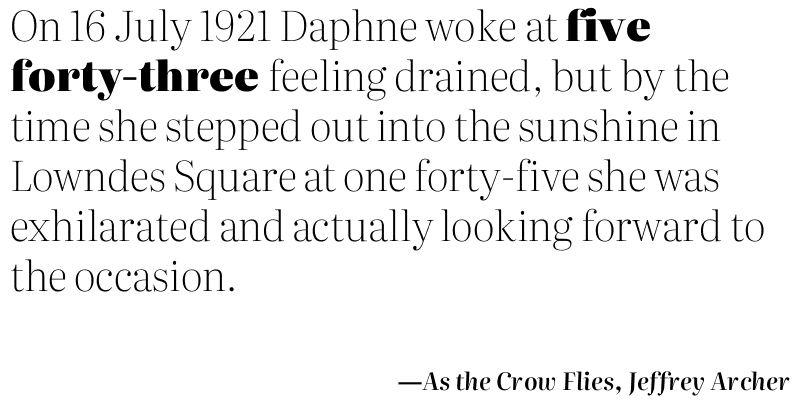 On 16 July 1921 Daphne woke at five
forty-three feeling drained, but by the
time she stepped out into the sunshine in
Lowndes Square at one forty-five she was
exhilarated and actually looking forward to
the occasion.
—As the Crow Flies, Jeffrey Archer